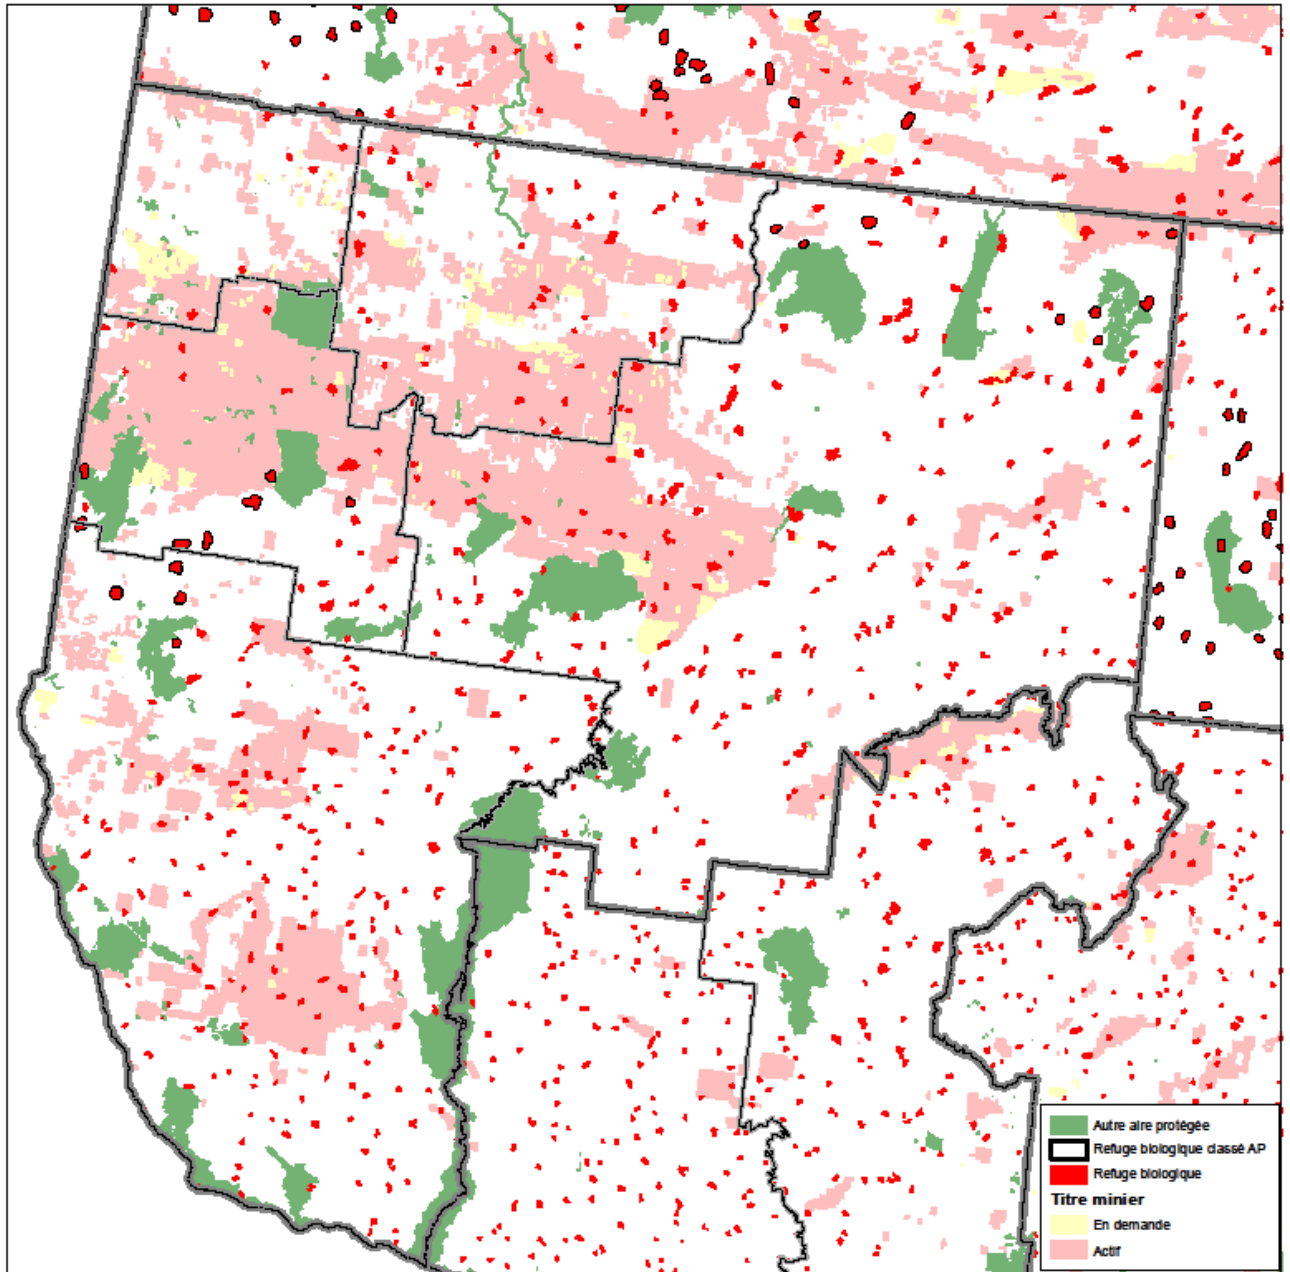 Autre aire protégée
Refuge biologique classé AP
Refuge biologique
Titre minier
En demande
Actif